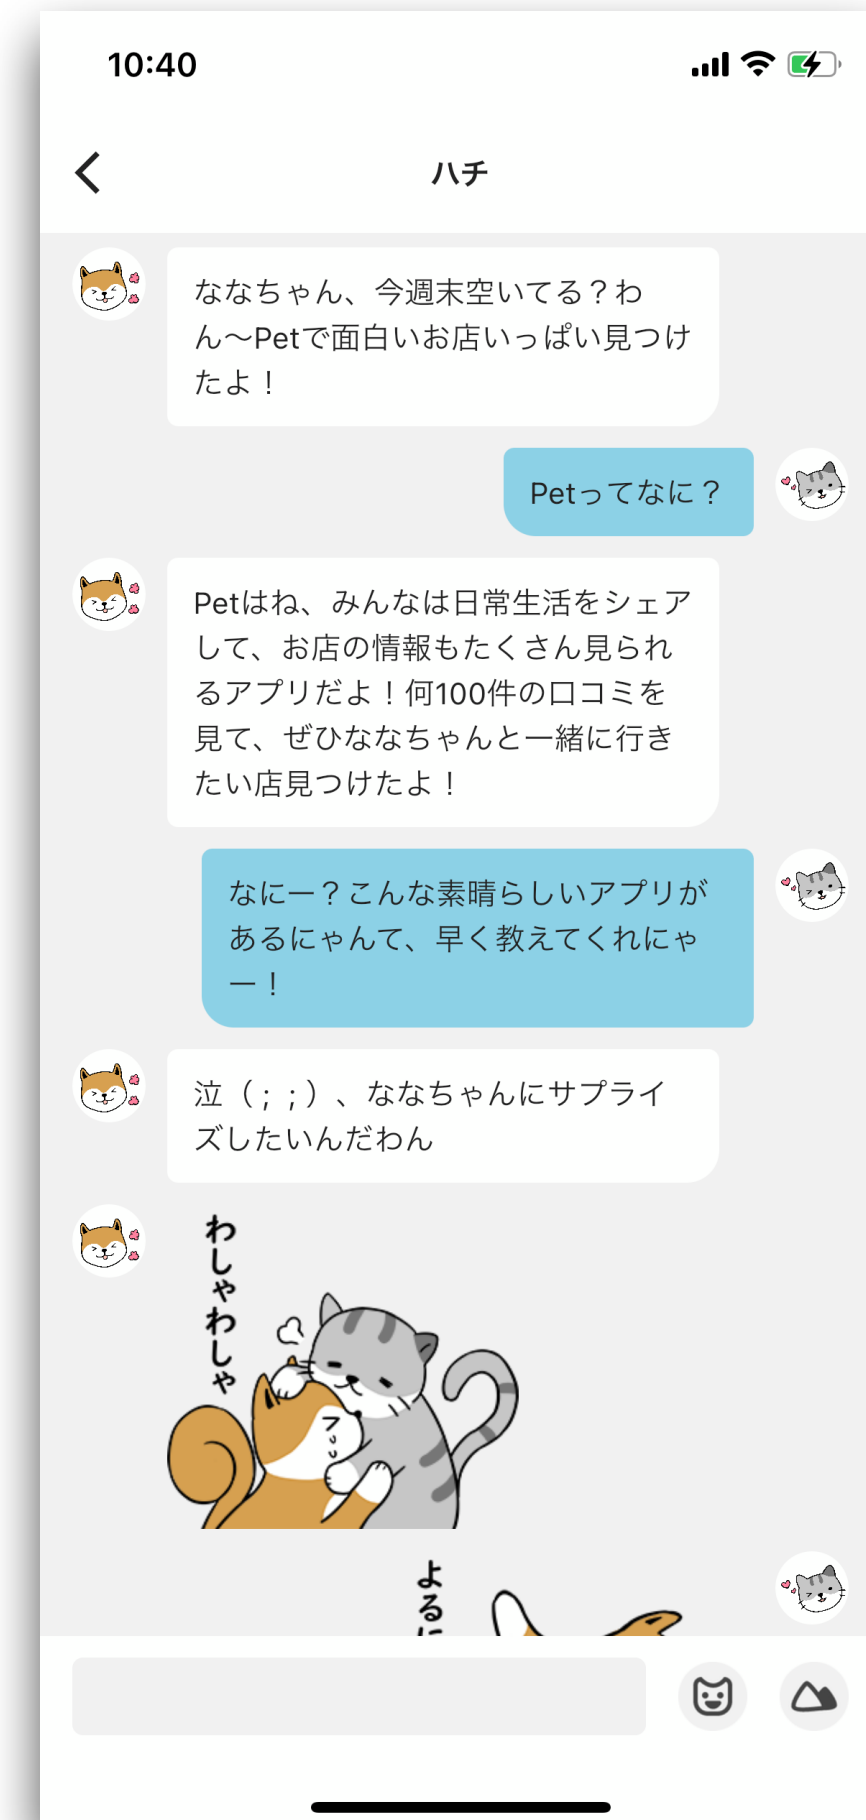 10:40
ハチ
ななちゃん、今週末空いてる？わ
ん〜Petで面白いお店いっぱい見つけ
たよ！
Petってなに？
Petはね、みんなは日常生活をシェア
して、お店の情報もたくさん見られ
るアプリだよ！何100件の口コミを
見て、ぜひななちゃんと一緒に行き
たい店見つけたよ！
なにー？こんな素晴らしいアプリが
あるにゃんて、早く教えてくれにゃ
ー！
泣（；；）、ななちゃんにサプライ
ズしたいんだわん
わしゃわしゃ
よるに